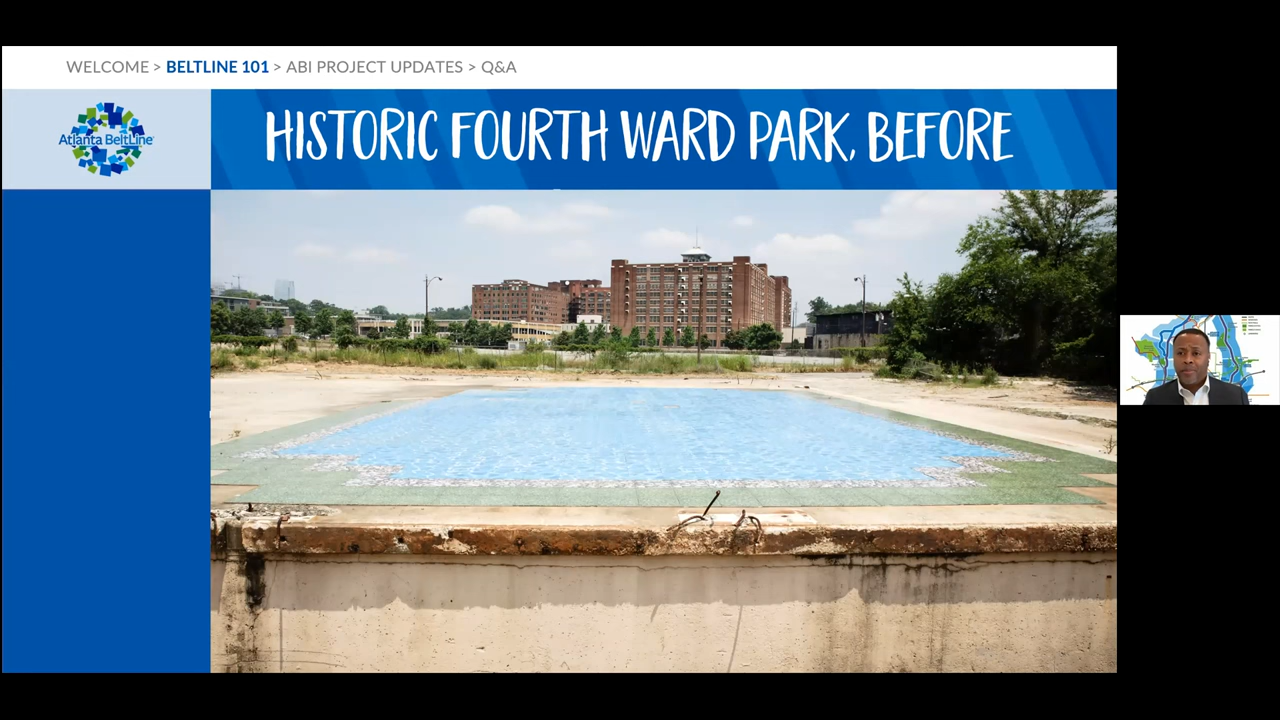 WELCOME > BELTLINE 101 > ABI PROJECT UPDATES > Q&A
Atlanta BeltLine
HISTORIC FOURTH WARD PARK, BEFORE